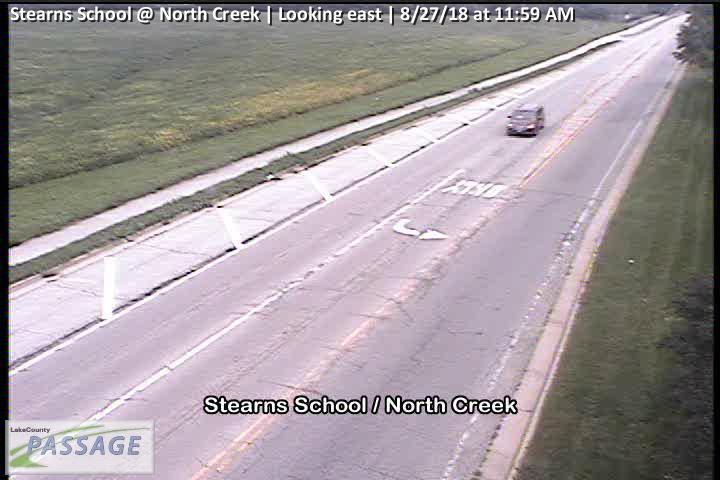 Stearns School @ North Creek | Looking east | 8/27/18 at 11:59 AM
ONLY
Stearns School / North Creek
LakeCounty
PASSAGE